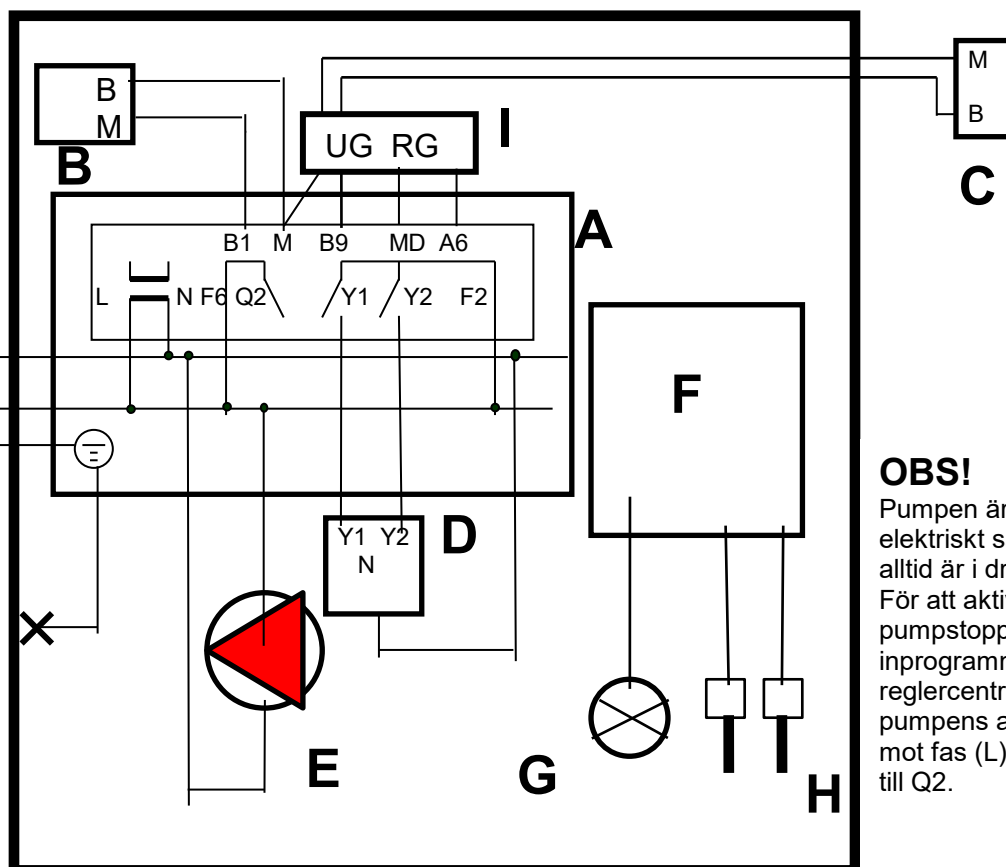 B
M
B
UG RG
I
M
B
C
A
B1 M B9 MD A6
L N F6 Q2 Y1 Y2 F2
F
Y1 Y2
N
D
E
G
H
OBS!
Pumpen är
elektriskt s
alltid är i dr
För att akti
pumpstopp
inprogramm
reglercentr
pumpens a
mot fas (L)
till Q2.